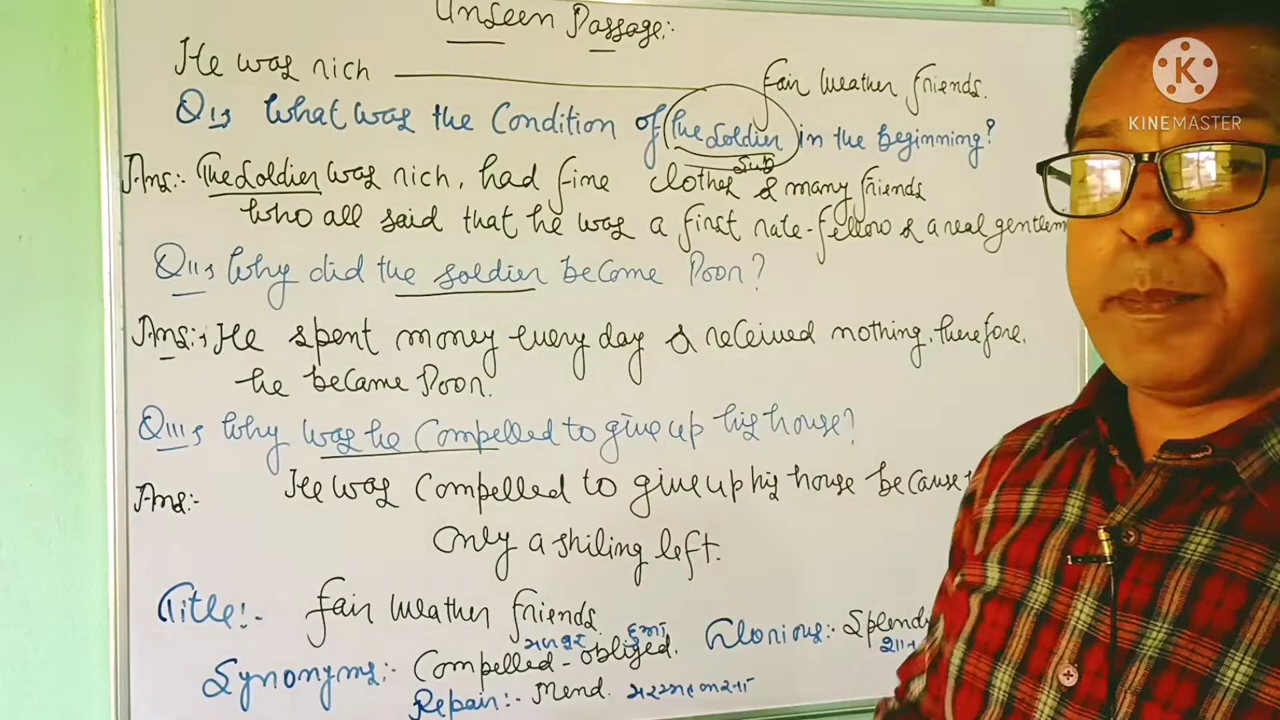 Unseen Passage:-
He was rich ———— Fair Weather Friends.
Q1, What was the Condition of the Soldier in the beginning?
Sub
Ans:- The Soldier was rich, had fine clothes & many friends
who all said that he was a first rate-fellow & a real gentlem
Q11, Why did the soldier become Poor?
Ans:- He spent money every day & received nothing, therefore,
he became Poor.
Q111, Why was he Compelled to give up his house?
Ans:- He was Compelled to give up his house because
only a shiling left.
Title:- Fair Weather Friends.
Synonyms:- Compelled - obliged. Glorious:- Splend
Repair:- Mend.
KINEMASTER